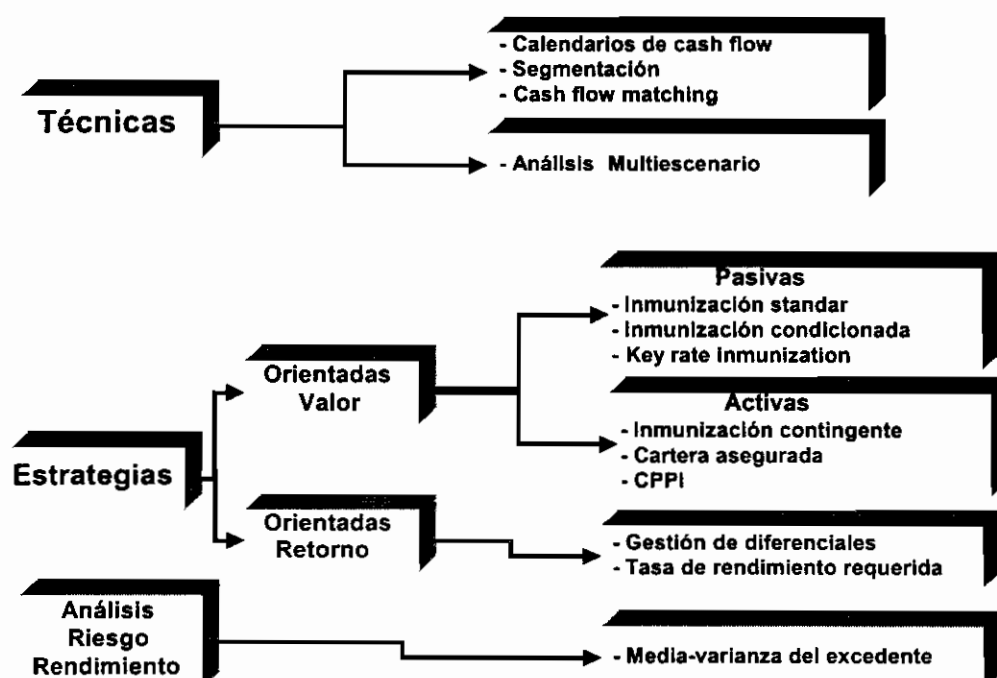 Técnicas
- Calendarios de cash flow
- Segmentación
- Cash flow matching
- Análisis Multiescenario
Estrategias
Orientadas
Valor
Pasivas
- Inmunización standar
- Inmunización condicionada
- Key rate inmunization
Activas
- Inmunización contingente
- Cartera asegurada
- CPPI
Orientadas
Retorno
- Gestión de diferenciales
- Tasa de rendimiento requerida
Análisis
Riesgo
Rendimiento
- Media-varianza del excedente